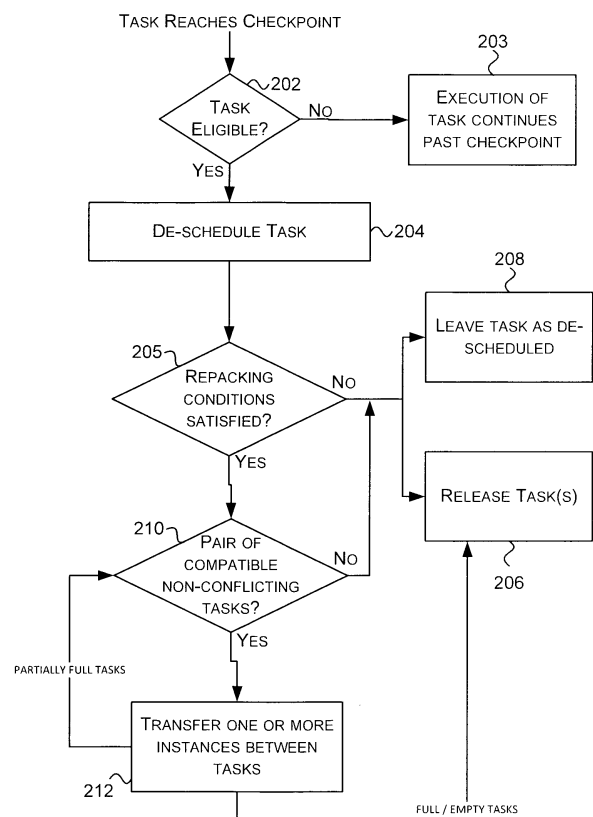 TASK REACHES CHECKPOINT
202
203
TASK
ELIGIBLE?
NO
EXECUTION OF
TASK CONTINUES
PAST CHECKPOINT
YES
DE-SCHEDULE TASK
204
208
205
LEAVE TASK AS DE-
SCHEDULED
REPACKING
CONDITIONS
SATISFIED?
NO
YES
RELEASE TASK(S)
206
210
PAIR OF
COMPATIBLE
NON-CONFLICTING
TASKS?
NO
YES
PARTIALLY FULL TASKS
TRANSFER ONE OR MORE
INSTANCES BETWEEN
TASKS
212
FULL / EMPTY TASKS